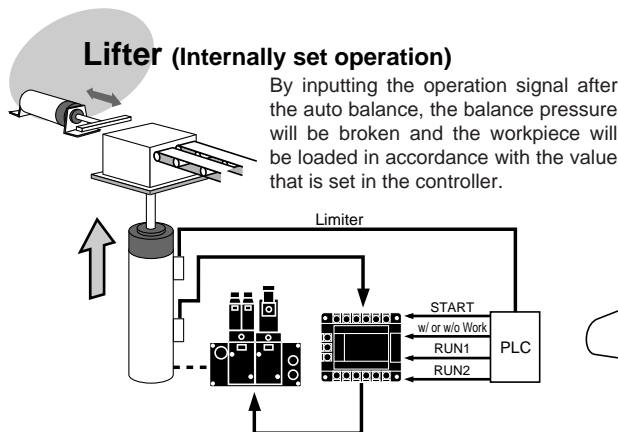 Lifter (Internally set operation)
By inputting the operation signal after
the auto balance, the balance pressure
will be broken and the workpiece will
be loaded in accordance with the value
that is set in the controller.
Limiter
START
w/ or w/o Work
RUN1
RUN2
PLC